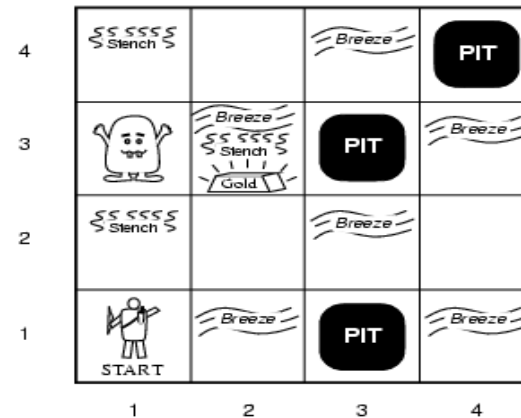 4 Stench Breeze PIT
3 Breeze PIT Breeze
Stench
Gold
2 Stench Breeze
1 Breeze PIT Breeze
START
1 2 3 4